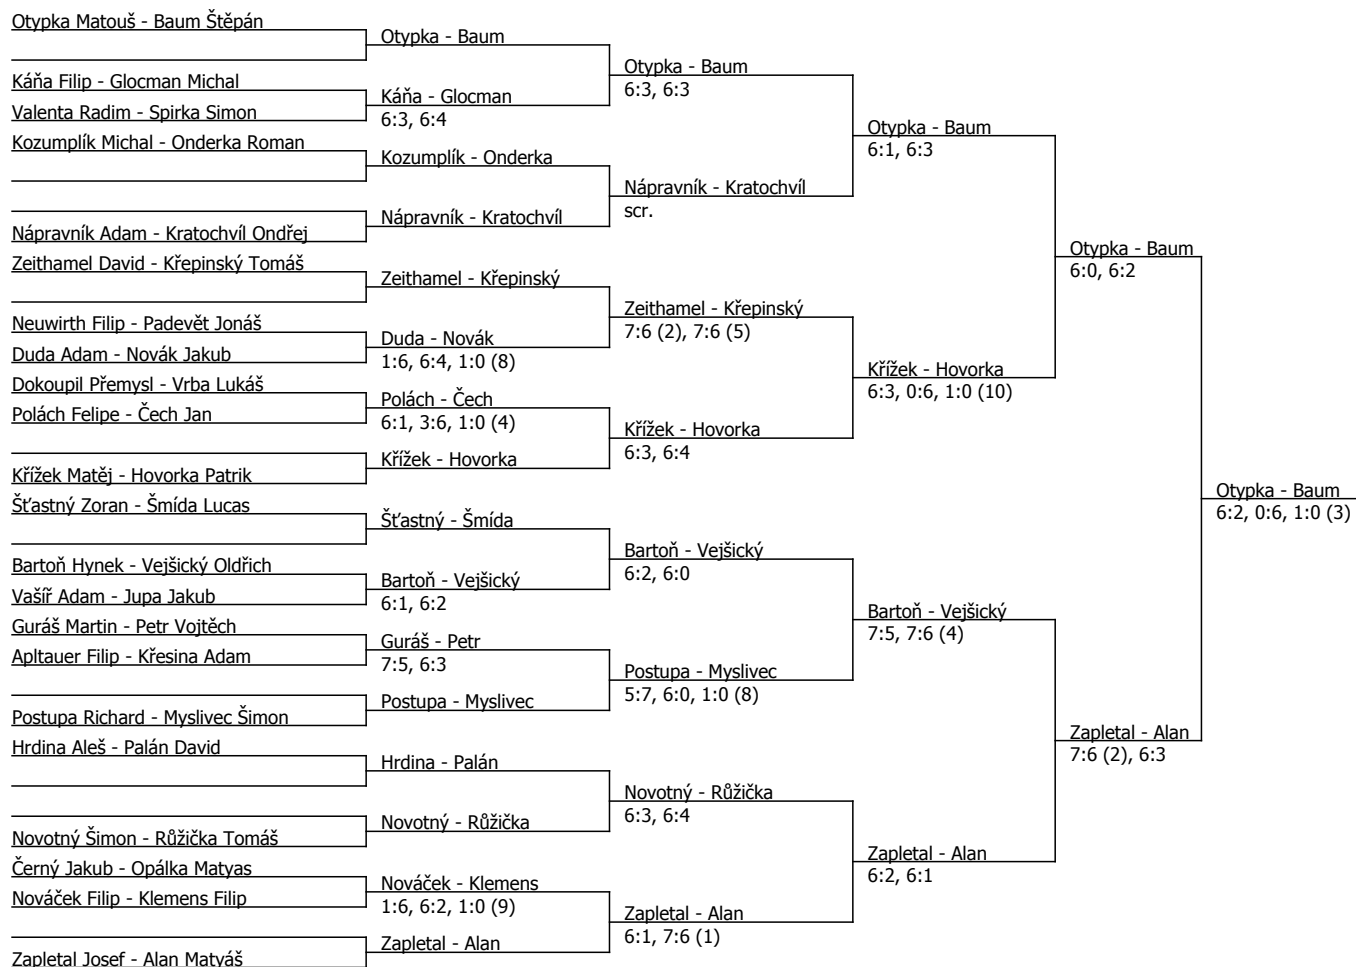 Otypka Matouš - Baum Štěpán
Káňa Filip - Glocman Michal
Valenta Radim - Spirka Simon
Kozumplík Michal - Onderka Roman
Nápravník Adam - Kratochvíl Ondřej
Zeithamel David - Křepinský Tomáš
Neuwirth Filip - Padevět Jonáš
Duda Adam - Novák Jakub
Dokoupil Přemysl - Vrba Lukáš
Polách Felipe - Čech Jan
Křížek Matěj - Hovorka Patrik
Šťastný Zoran - Šmída Lucas
Bartoň Hynek - Vejšický Oldřich
Vašíř Adam - Jupa Jakub
Guráš Martin - Petr Vojtěch
Apltauer Filip - Křesina Adam
Postupa Richard - Myslivec Šimon
Hrdina Aleš - Palán David
Novotný Šimon - Růžička Tomáš
Černý Jakub - Opálka Matyas
Nováček Filip - Klemens Filip
Zapletal Josef - Alan Matyáš
Otypka - Baum
Káňa - Glocman
6:3, 6:4
Kozumplík - Onderka
Nápravník - Kratochvíl
Zeithamel - Křepinský
Duda - Novák
1:6, 6:4, 1:0 (8)
Polách - Čech
6:1, 3:6, 1:0 (4)
Křížek - Hovorka
Šťastný - Šmída
Bartoň - Vejšický
6:1, 6:2
Guráš - Petr
7:5, 6:3
Postupa - Myslivec
Hrdina - Palán
Novotný - Růžička
Nováček - Klemens
1:6, 6:2, 1:0 (9)
Zapletal - Alan
Otypka - Baum
6:3, 6:3
Nápravník - Kratochvíl
scr.
Zeithamel - Křepinský
7:6 (2), 7:6 (5)
Křížek - Hovorka
6:3, 6:4
Bartoň - Vejšický
6:2, 6:0
Postupa - Myslivec
5:7, 6:0, 1:0 (8)
Novotný - Růžička
6:3, 6:4
Zapletal - Alan
6:1, 7:6 (1)
Otypka - Baum
6:1, 6:3
Křížek - Hovorka
6:3, 0:6, 1:0 (10)
Bartoň - Vejšický
7:5, 7:6 (4)
Zapletal - Alan
6:2, 6:1
Otypka - Baum
6:0, 6:2
Zapletal - Alan
7:6 (2), 6:3
Otypka - Baum
6:2, 0:6, 1:0 (3)